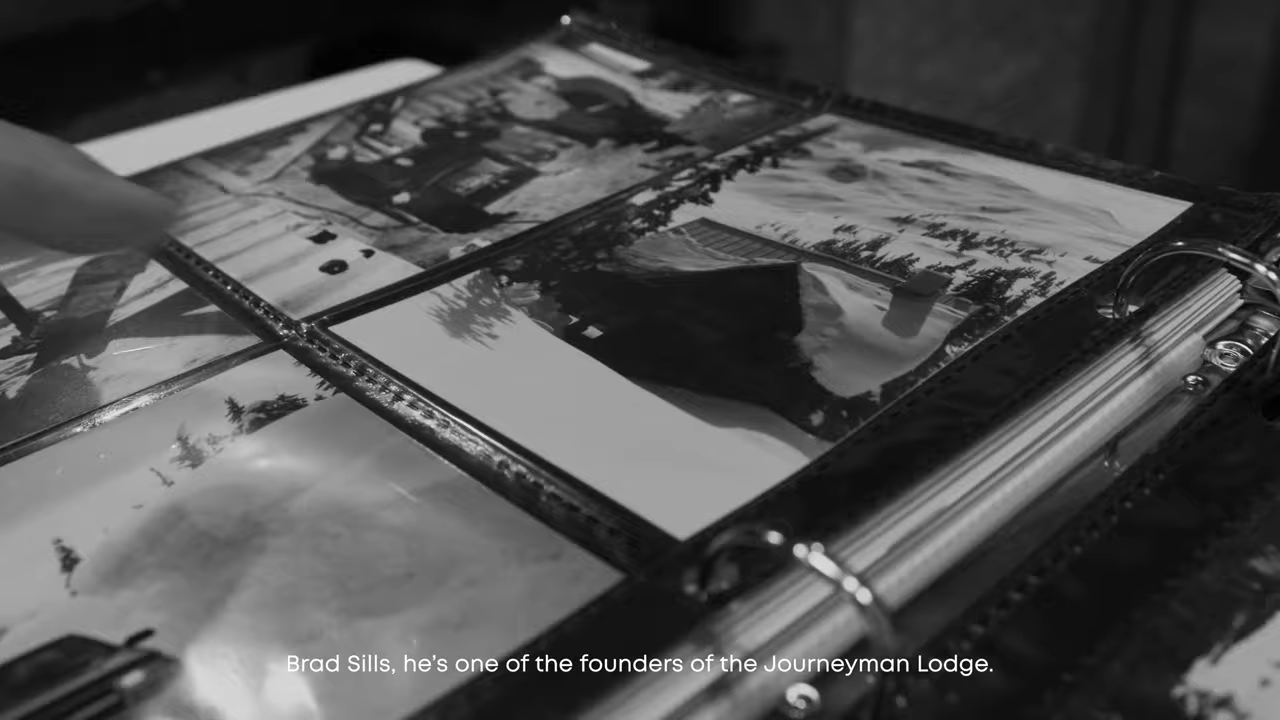 Brad Sills, he's one of the founders of the Journeyman Lodge.